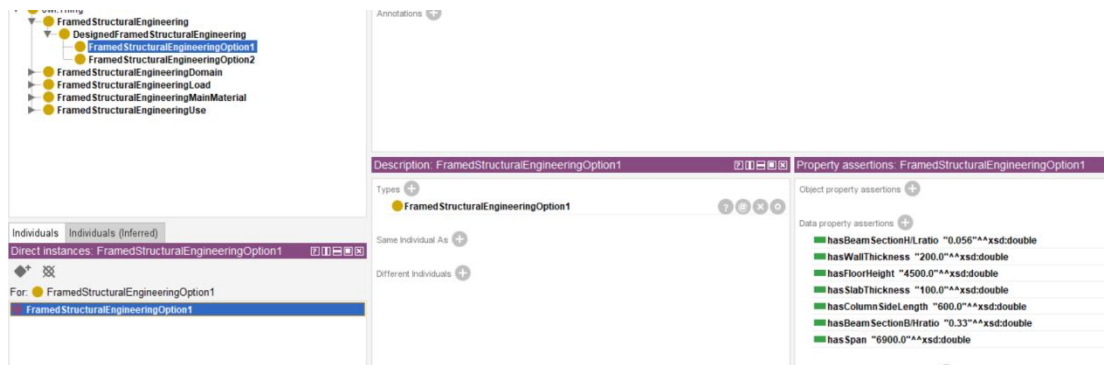 owl:Thing
FramedStructuralEngineering
DesignedFramedStructuralEngineering
FramedStructuralEngineeringOption1
FramedStructuralEngineeringOption2
FramedStructuralEngineeringDomain
FramedStructuralEngineeringLoad
FramedStructuralEngineeringMainMaterial
FramedStructuralEngineeringUse
Individuals Individuals (Inferred)
Direct instances: FramedStructuralEngineeringOption1
For: FramedStructuralEngineeringOption1
FramedStructuralEngineeringOption1
Annotations
Description: FramedStructuralEngineeringOption1
Types
FramedStructuralEngineeringOption1
Same Individual As
Different Individuals
Property assertions: FramedStructuralEngineeringOption1
Object property assertions
Data property assertions
hasBeamSectionH/Lratio "0.056"^^xsd:double
hasWallThickness "200.0"^^xsd:double
hasFloorHeight "4500.0"^^xsd:double
hasSlabThickness "100.0"^^xsd:double
hasColumnSideLength "600.0"^^xsd:double
hasBeamSectionB/Hratio "0.33"^^xsd:double
hasSpan "6900.0"^^xsd:double